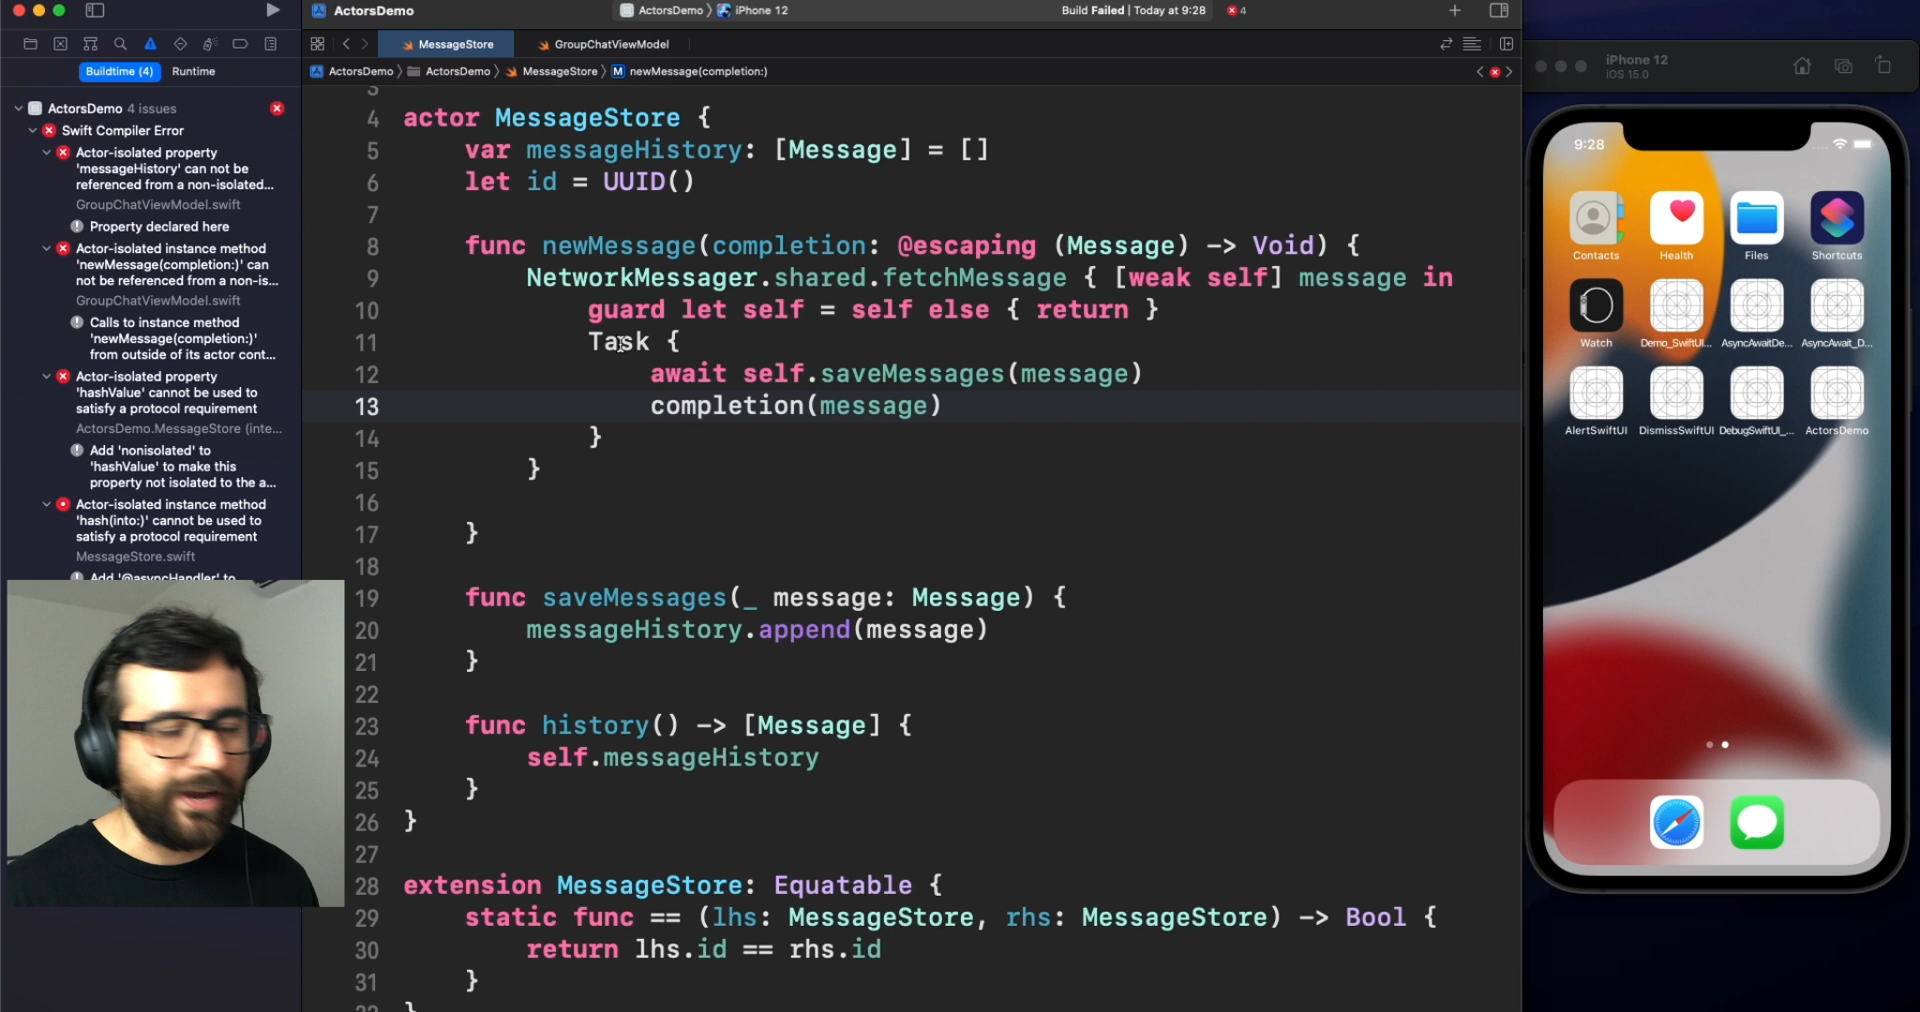 ActorsDemo
ActorsDemo 〉 iPhone 12
Build Failed | Today at 9:28
4
MessageStore
GroupChatViewModel
Buildtime (4)
Runtime
ActorsDemo 〉 ActorsDemo 〉 MessageStore 〉 M newMessage(completion:)
ActorsDemo 4 issues
Swift Compiler Error
Actor-isolated property
'messageHistory' can not be
referenced from a non-isolated...
GroupChatViewModel.swift
Property declared here
Actor-isolated instance method
'newMessage(completion:)' can
not be referenced from a non-is...
GroupChatViewModel.swift
Calls to instance method
'newMessage(completion:)'
from outside of its actor cont...
Actor-isolated property
'hashValue' cannot be used to
satisfy a protocol requirement
ActorsDemo.MessageStore (inte...
Add 'nonisolated' to
'hashValue' to make this
property not isolated to the a...
Actor-isolated instance method
'hash(into:)' cannot be used to
satisfy a protocol requirement
MessageStore.swift
Add '@asyncHandler' to
3
4 actor MessageStore {
5 var messageHistory: [Message] = []
6 let id = UUID()
7
8 func newMessage(completion: @escaping (Message) -> Void) {
9 NetworkMessager.shared.fetchMessage { [weak self] message in
10 guard let self = self else { return }
11 Task {
12 await self.saveMessages(message)
13 completion(message)
14 }
15 }
16
17 }
18
19 func saveMessages(_ message: Message) {
20 messageHistory.append(message)
21 }
22
23 func history() -> [Message] {
24 self.messageHistory
25 }
26 }
27
28 extension MessageStore: Equatable {
29 static func == (lhs: MessageStore, rhs: MessageStore) -> Bool {
30 return lhs.id == rhs.id
31 }
32 }
iPhone 12
iOS 15.0
9:28
Contacts
Health
Files
Shortcuts
Watch
Demo_SwiftUI...
AsyncAwaitDe...
AsyncAwait_D...
AlertSwiftUI
DismissSwiftUI
DebugSwiftUI_...
ActorsDemo